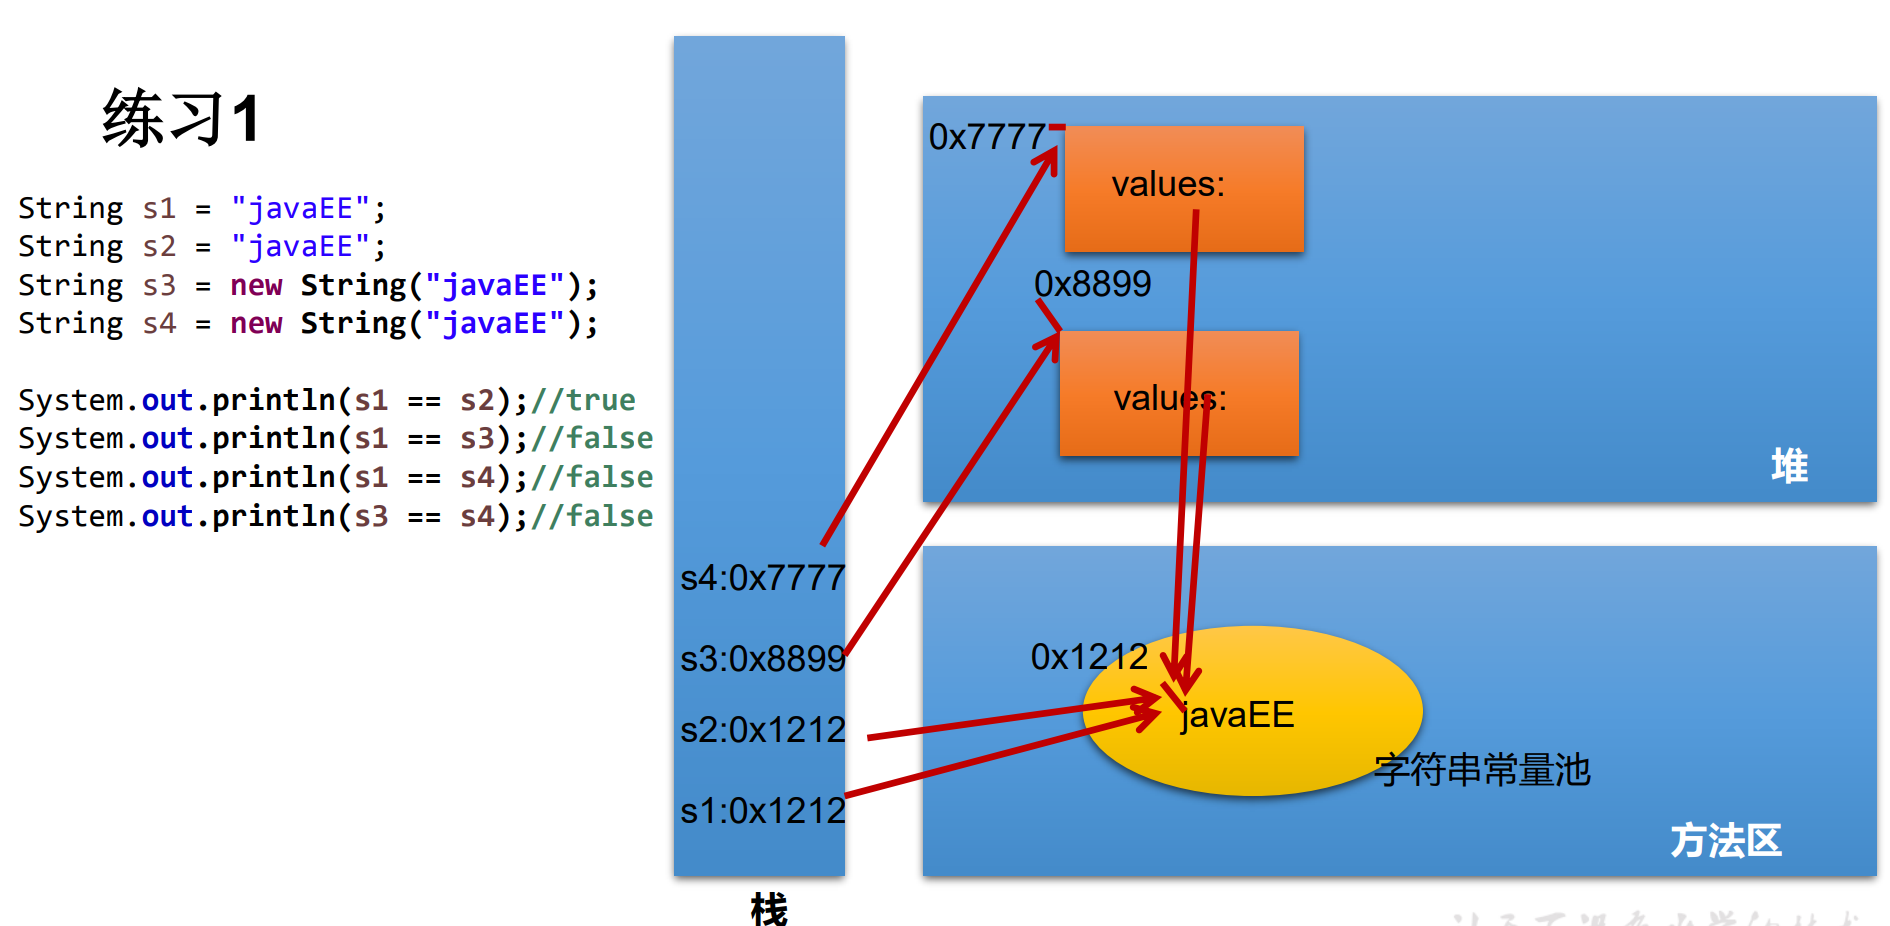 练习1
String s1 = "javaEE";
String s2 = "javaEE";
String s3 = new String("javaEE");
String s4 = new String("javaEE");
System.out.println(s1 == s2);//true
System.out.println(s1 == s3);//false
System.out.println(s1 == s4);//false
System.out.println(s3 == s4);//false
s4:0x7777
s3:0x8899
s2:0x1212
s1:0x1212
栈
0x7777
values:
0x8899
values:
堆
0x1212
javaEE
字符串常量池
方法区